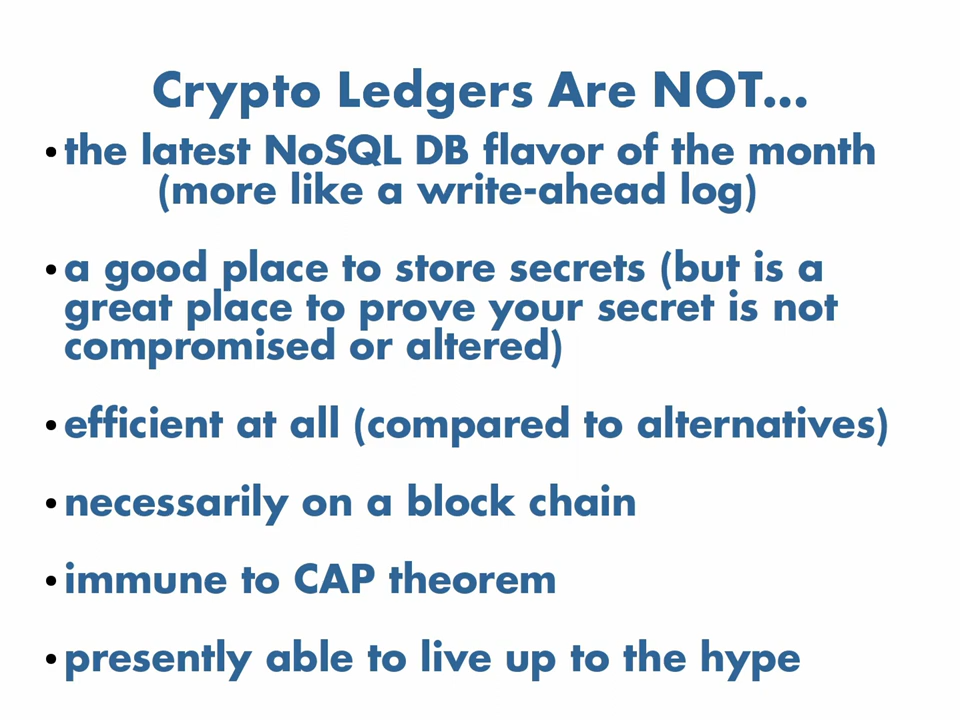 Crypto Ledgers Are NOT...
• the latest NoSQL DB flavor of the month
(more like a write-ahead log)
• a good place to store secrets (but is a
great place to prove your secret is not
compromised or altered)
• efficient at all (compared to alternatives)
• necessarily on a block chain
• immune to CAP theorem
• presently able to live up to the hype